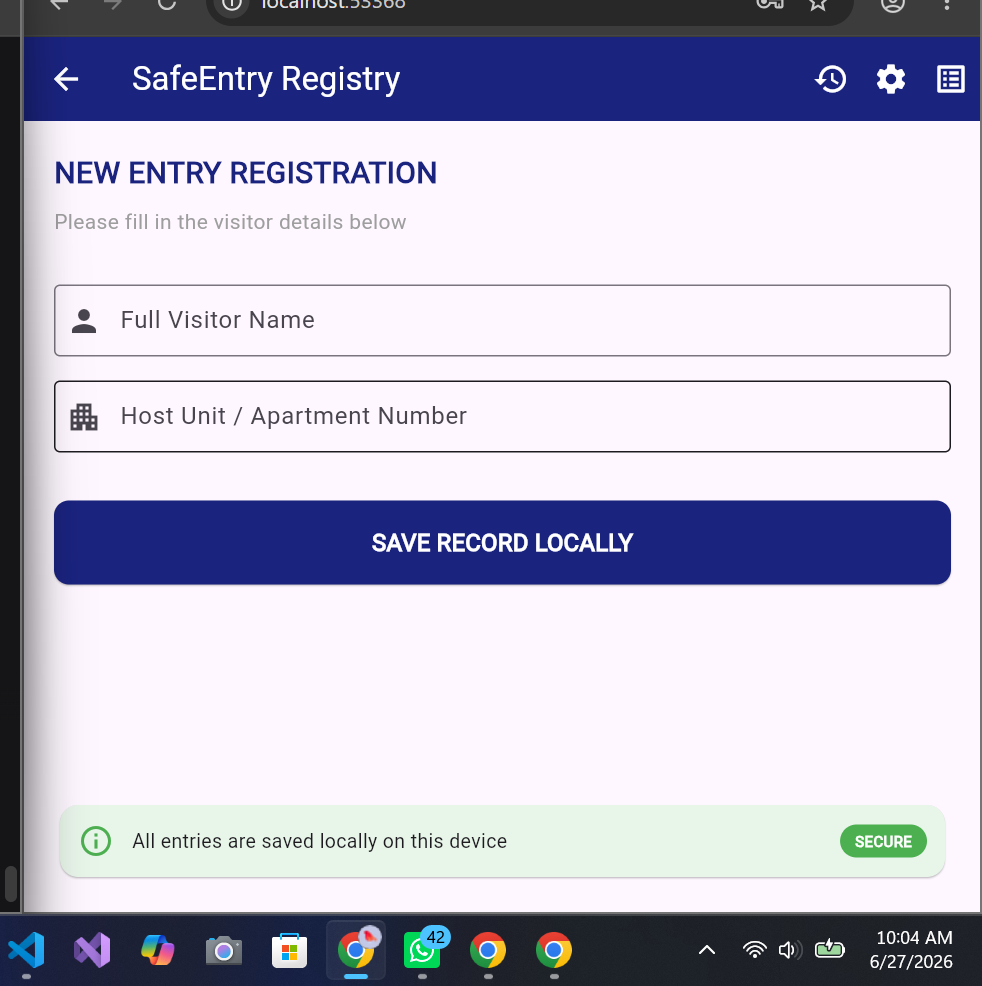 localhost:53368
SafeEntry Registry
NEW ENTRY REGISTRATION
Please fill in the visitor details below
Full Visitor Name
Host Unit / Apartment Number
SAVE RECORD LOCALLY
All entries are saved locally on this device
SECURE
42
10:04 AM
6/27/2026